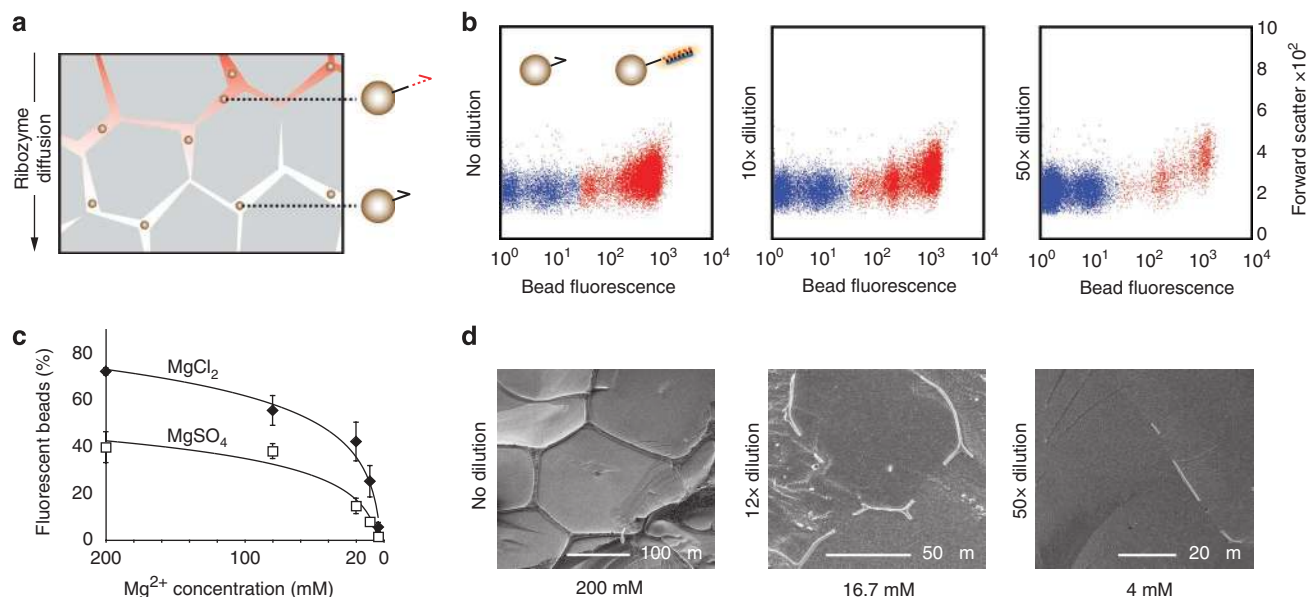 a
Ribozyme
diffusion
b
No dilution
10⁰ 10¹ 10² 10³ 10⁴
Bead fluorescence
10× dilution
10⁰ 10¹ 10² 10³ 10⁴
Bead fluorescence
50× dilution
10⁰ 10¹ 10² 10³ 10⁴
Bead fluorescence
10
8
6
4
2
0
Forward scatter ×10²
c
Fluorescent beads (%)
80
60
40
20
0
MgCl₂
MgSO₄
200 100 20 0
Mg²⁺ concentration (mM)
d
No dilution
100 m
200 mM
12× dilution
50 m
16.7 mM
50× dilution
20 m
4 mM